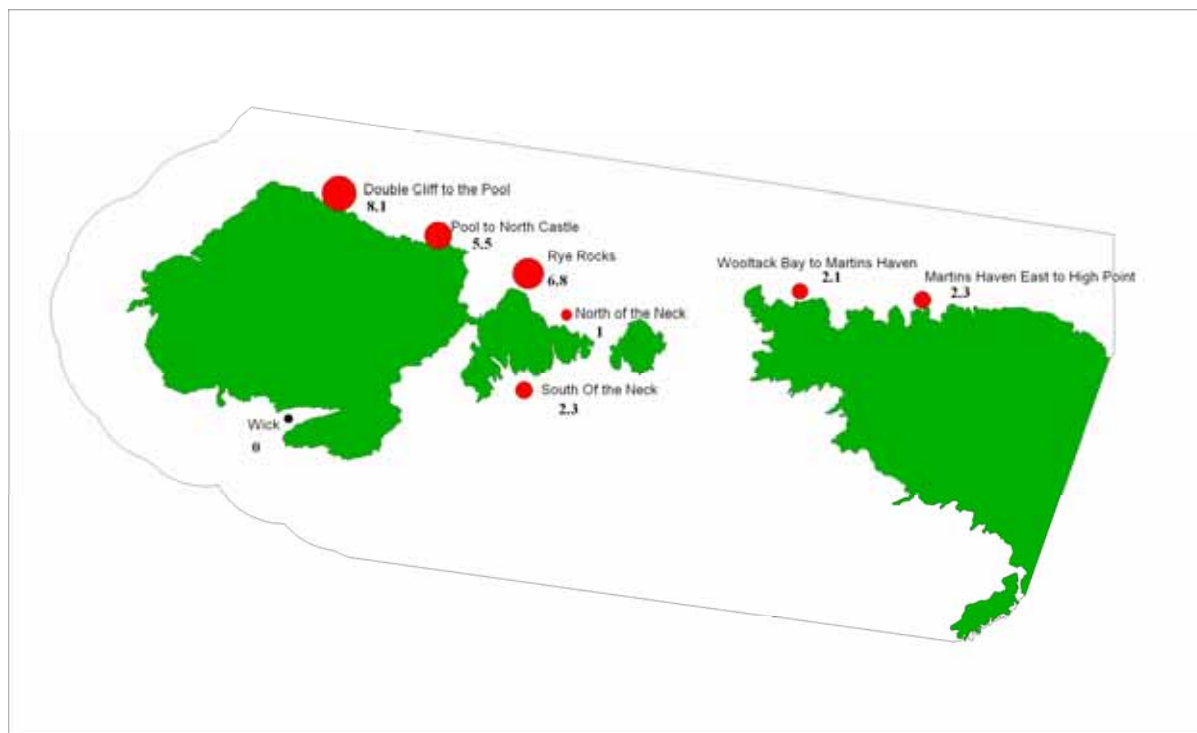 Double Cliff to the Pool
8.1
Pool to North Castle
5.5
Rye Rocks
6.8
Wooltack Bay to Martins Haven
2.1
Martins Haven East to High Point
2.3
North of the Neck
1
South Of the Neck
2.3
Wick
0